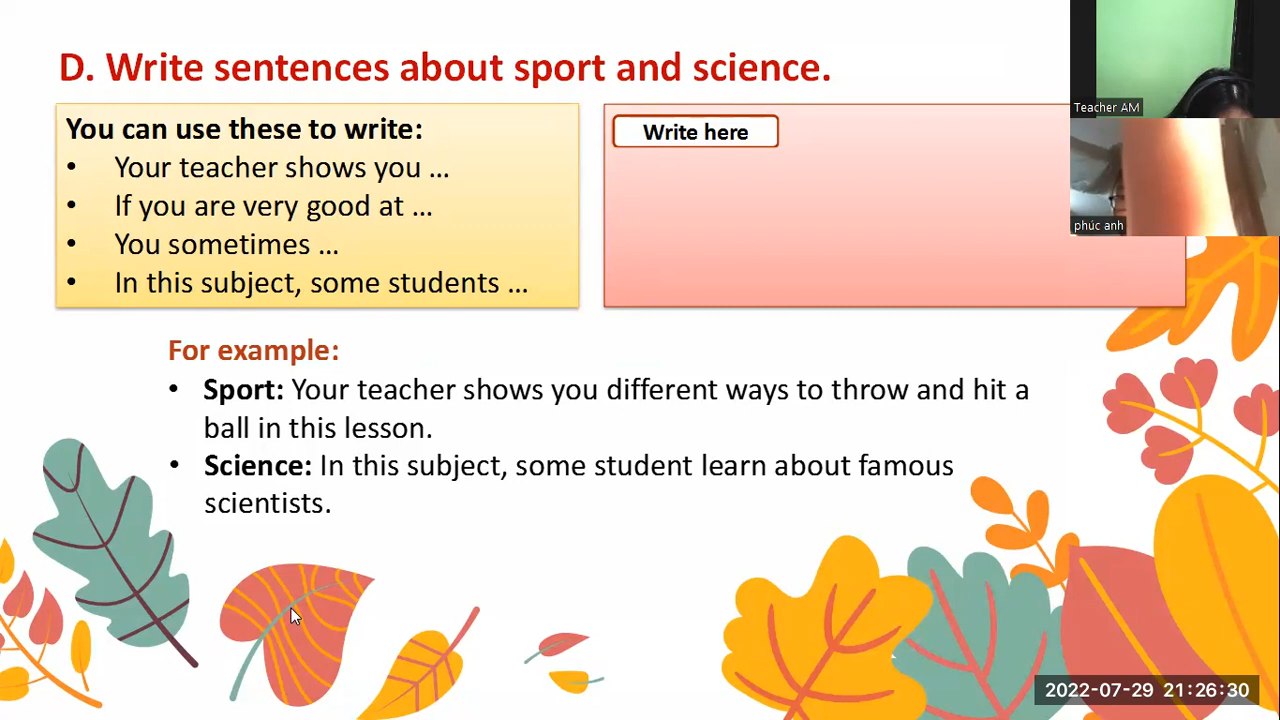 D. Write sentences about sport and science.
You can use these to write:
• Your teacher shows you ...
• If you are very good at ...
• You sometimes ...
• In this subject, some students ...
Write here
Teacher AM
phúc anh
For example:
• Sport: Your teacher shows you different ways to throw and hit a
ball in this lesson.
• Science: In this subject, some student learn about famous
scientists.
2022-07-29 21:26:30